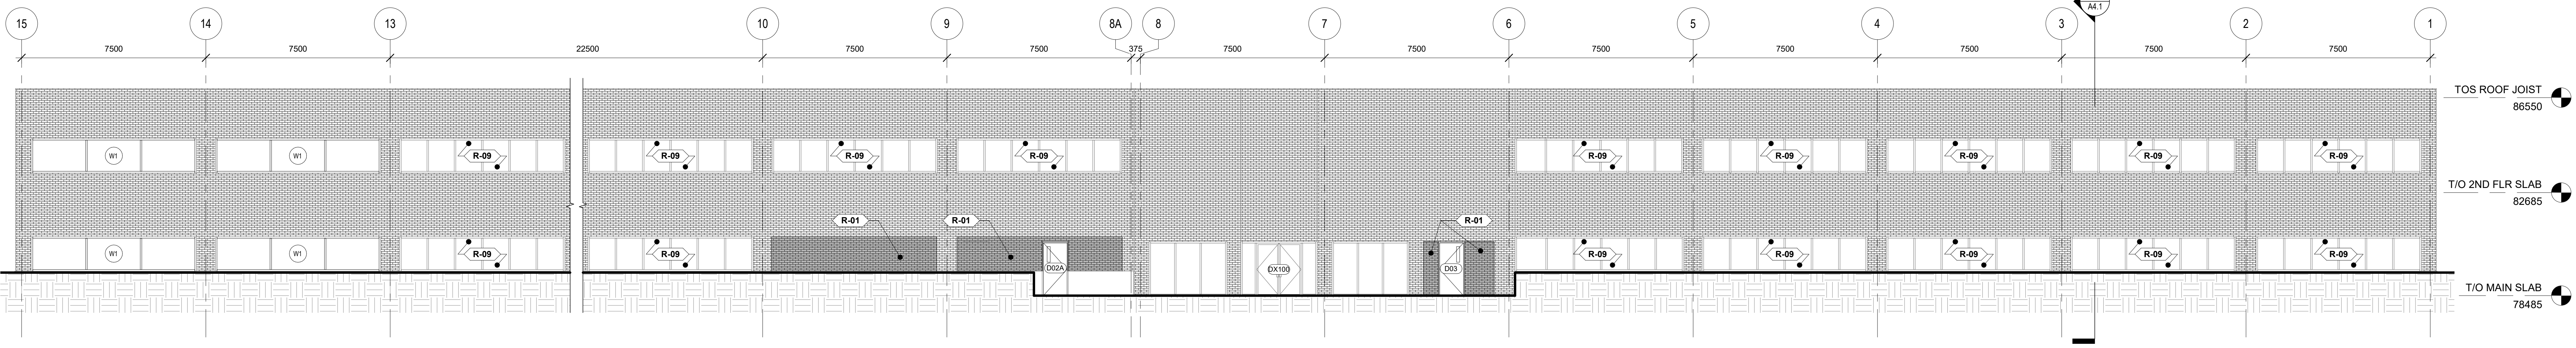 15 14 13 10 9 8A 8 7 6 5 4 3 2 1
A4.1
7500 7500 22500 7500 7500 375 7500 7500 7500 7500 7500 7500 7500
TOS ROOF JOIST
86550
W1 W1 R-09 R-09 R-09 R-09 R-09 R-09 R-09 R-09 R-09
T/O 2ND FLR SLAB
82685
R-01 R-01 R-01
W1 W1 R-09 R-09 R-09 R-09 R-09 R-09 R-09
D02A DX100 D03
T/O MAIN SLAB
78485